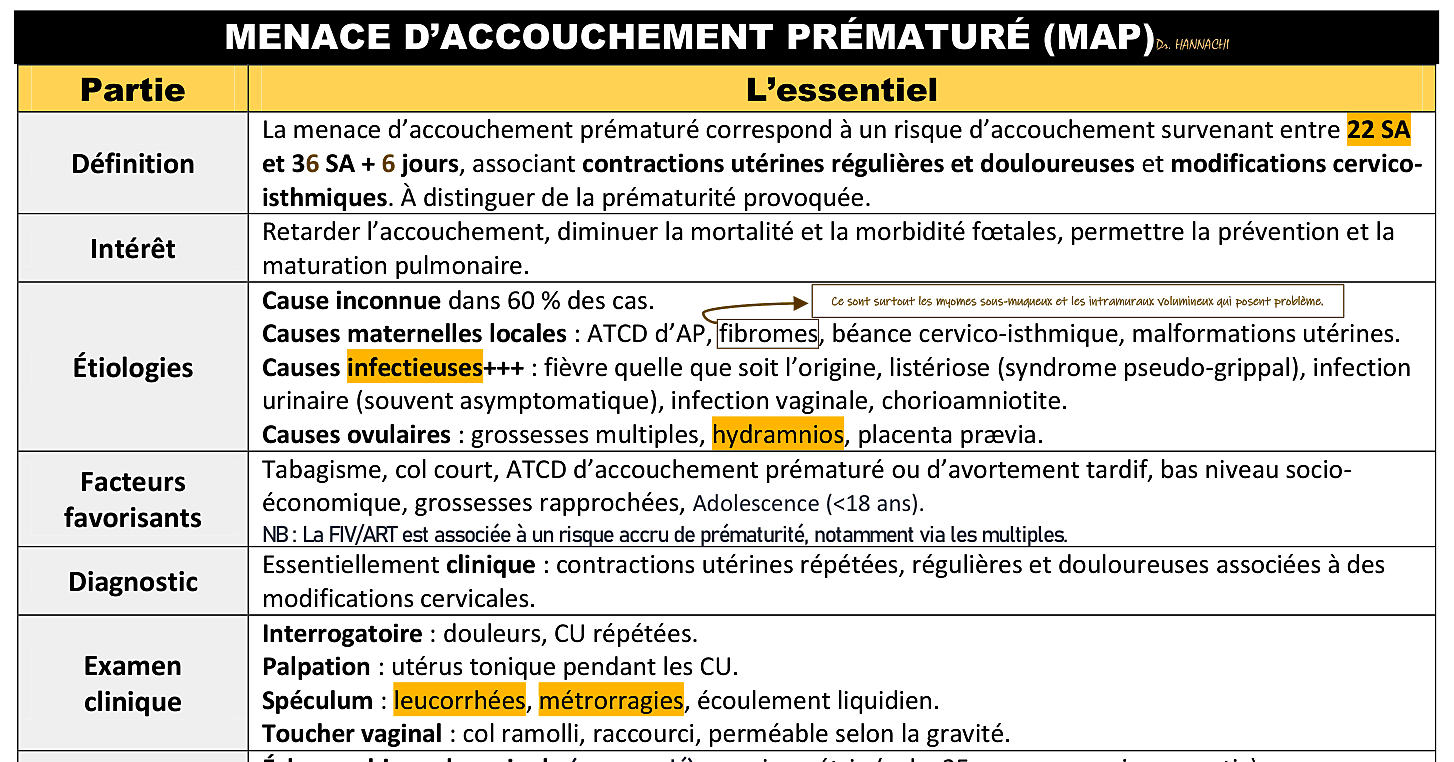 MENACE D’ACCOUCHEMENT PRÉMATURÉ (MAP) Dr. HANNACHI
Partie
L’essentiel
Définition
La menace d’accouchement prématuré correspond à un risque d’accouchement survenant entre 22 SA
et 36 SA + 6 jours, associant contractions utérines régulières et douloureuses et modifications cervico-
isthmiques. À distinguer de la prématurité provoquée.
Intérêt
Retarder l’accouchement, diminuer la mortalité et la morbidité fœtales, permettre la prévention et la
maturation pulmonaire.
Étiologies
Cause inconnue dans 60 % des cas.
Ce sont surtout les myomes sous-muqueux et les intramuraux volumineux qui posent problème.
Causes maternelles locales : ATCD d’AP, fibromes, béance cervico-isthmique, malformations utérines.
Causes infectieuses+++ : fièvre quelle que soit l’origine, listériose (syndrome pseudo-grippal), infection
urinaire (souvent asymptomatique), infection vaginale, chorioamniotite.
Causes ovulaires : grossesses multiples, hydramnios, placenta prævia.
Facteurs
favorisants
Tabagisme, col court, ATCD d’accouchement prématuré ou d’avortement tardif, bas niveau socio-
économique, grossesses rapprochées, Adolescence (<18 ans).
NB : La FIV/ART est associée à un risque accru de prématurité, notamment via les multiples.
Diagnostic
Essentiellement clinique : contractions utérines répétées, régulières et douloureuses associées à des
modifications cervicales.
Examen
clinique
Interrogatoire : douleurs, CU répétées.
Palpation : utérus tonique pendant les CU.
Spéculum : leucorrhées, métrorragies, écoulement liquidien.
Toucher vaginal : col ramolli, raccourci, perméable selon la gravité.